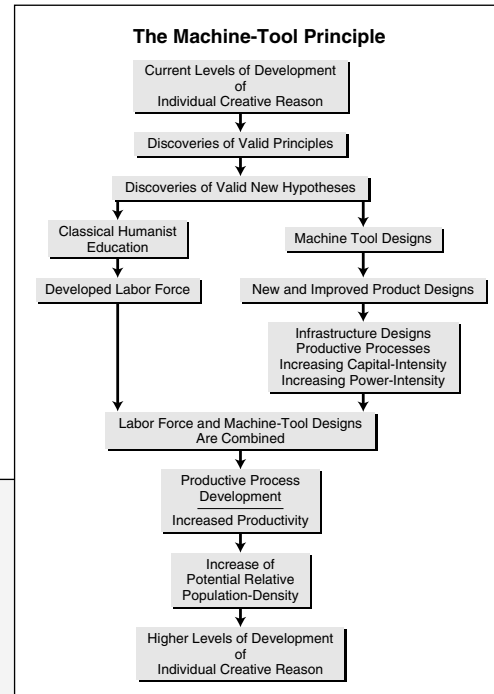 The Machine-Tool Principle
Current Levels of Development
of
Individual Creative Reason
Discoveries of Valid Principles
Discoveries of Valid New Hypotheses
Classical Humanist
Education
Machine Tool Designs
Developed Labor Force
New and Improved Product Designs
Infrastructure Designs
Productive Processes
Increasing Capital-Intensity
Increasing Power-Intensity
Labor Force and Machine-Tool Designs
Are Combined
Productive Process
Development
Increased Productivity
Increase of
Potential Relative
Population-Density
Higher Levels of Development
of
Individual Creative Reason